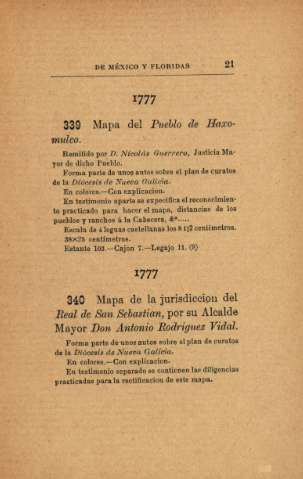 DE MÉXICO Y FLORIDAS 21
1777
339 Mapa del Pueblo de Haxo-
mulco.
Remitido por D. Nicolás Guerrero, Justicia Ma-
yor de dicho Pueblo.
Forma parte de unos autos sobre el plan de curatos
de la Diócesis de Nueva Galicia.
En colores.—Con explicacion.
En testimonio aparte se especifica el reconocimien-
to practicado para hacer el mapa, distancias de los
pueblos y ranchos á la Cabecera, &ª.....
Escala de 4 leguas castellanas los 8 1|2 centímetros.
38×25 centímetros.
Estante 103.—Cajon 7.—Legajo 11. (9)
1777
340 Mapa de la jurisdiccion del
Real de San Sebastian, por su Alcalde
Mayor Don Antonio Rodriguez Vidal.
Forma parte de unos autos sobre el plan de curatos
de la Diócesis de Nueva Galicia.
En colores.—Con explicacion.
En testimonio separado se contienen las diligencias
practicadas para la rectificacion de este mapa.